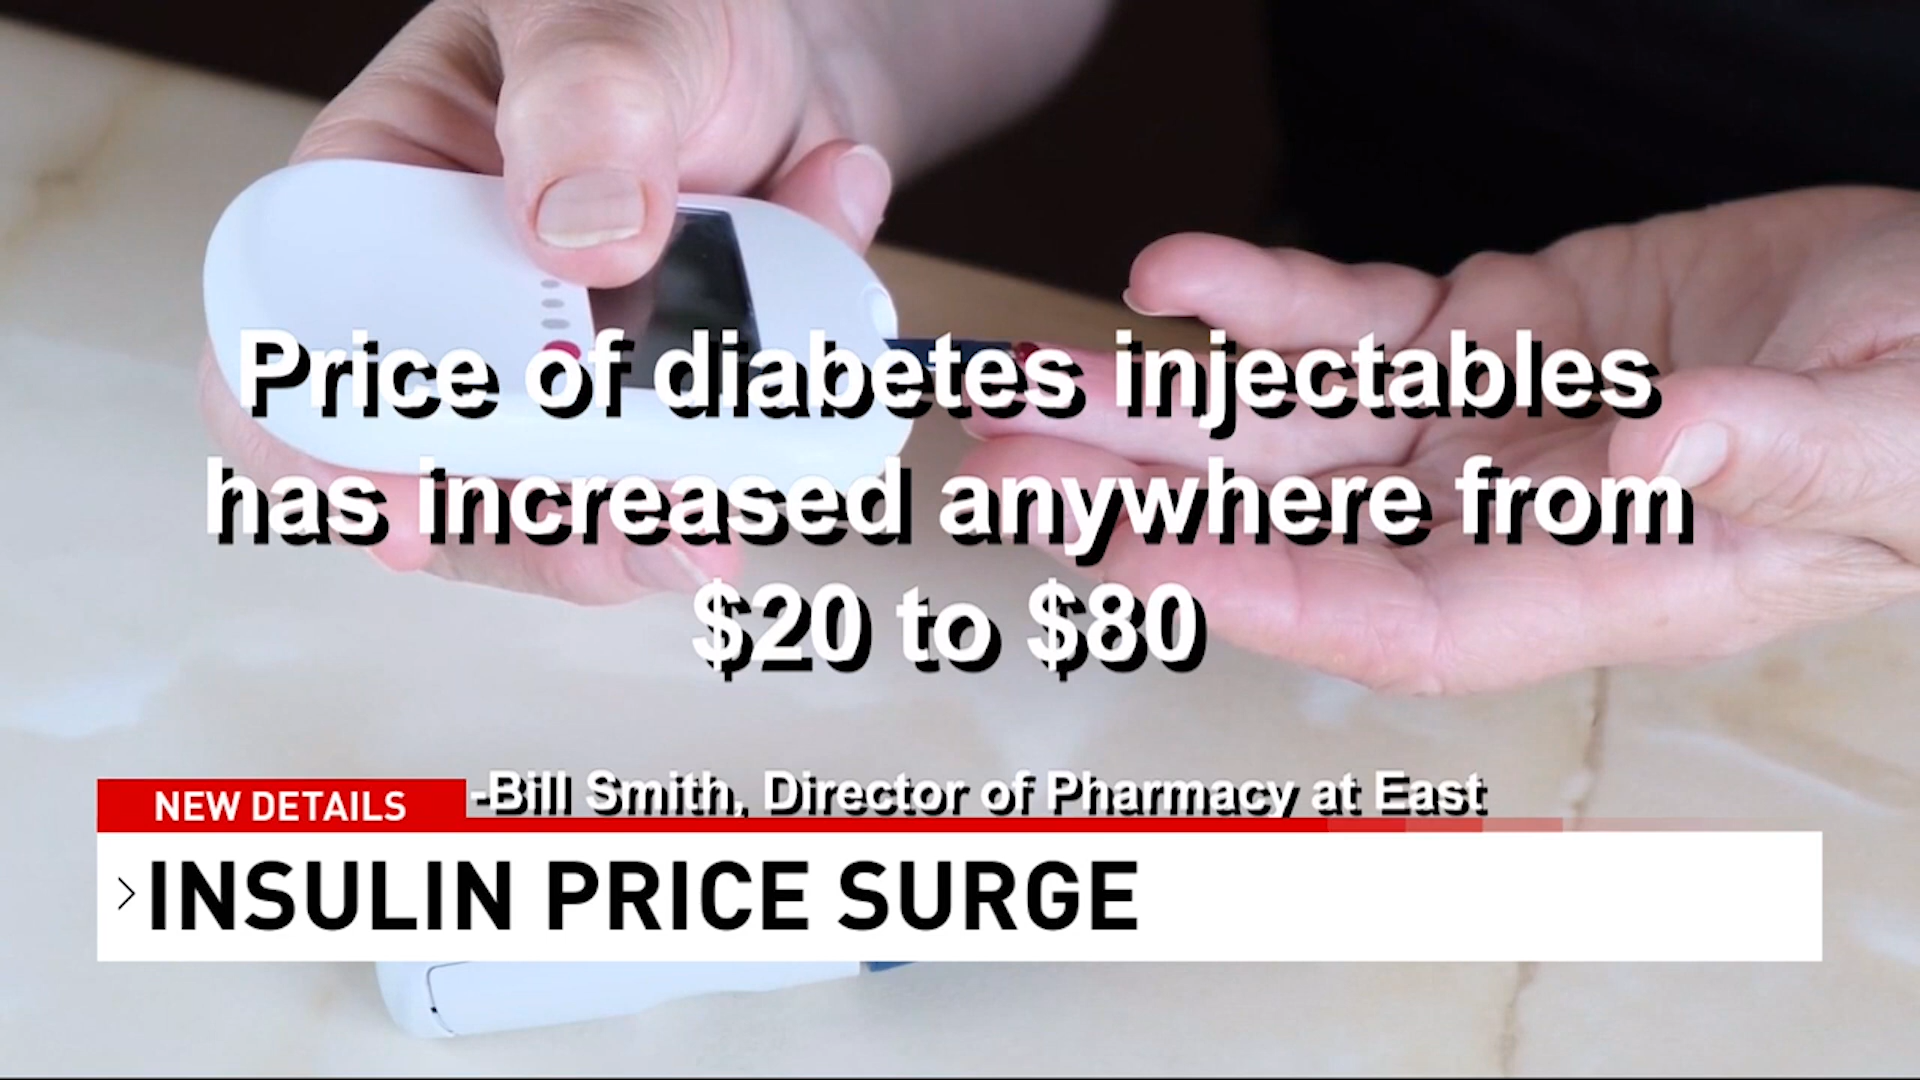 Price of diabetes injectables
has increased anywhere from
$20 to $80
-Bill Smith, Director of Pharmacy at East
NEW DETAILS
INSULIN PRICE SURGE